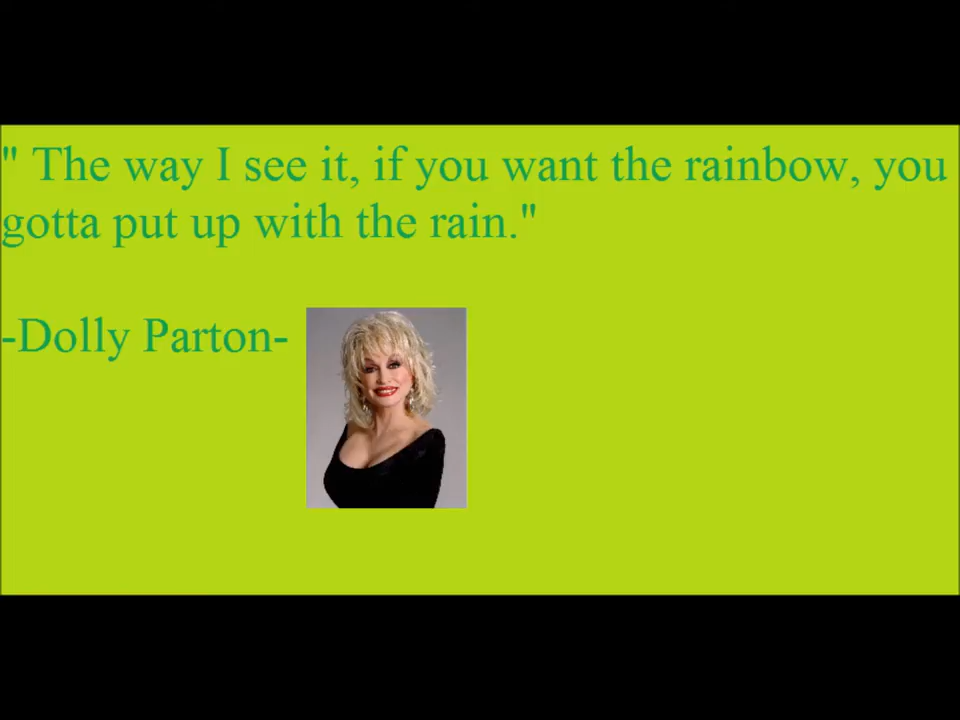 " The way I see it, if you want the rainbow, you
gotta put up with the rain."
-Dolly Parton-